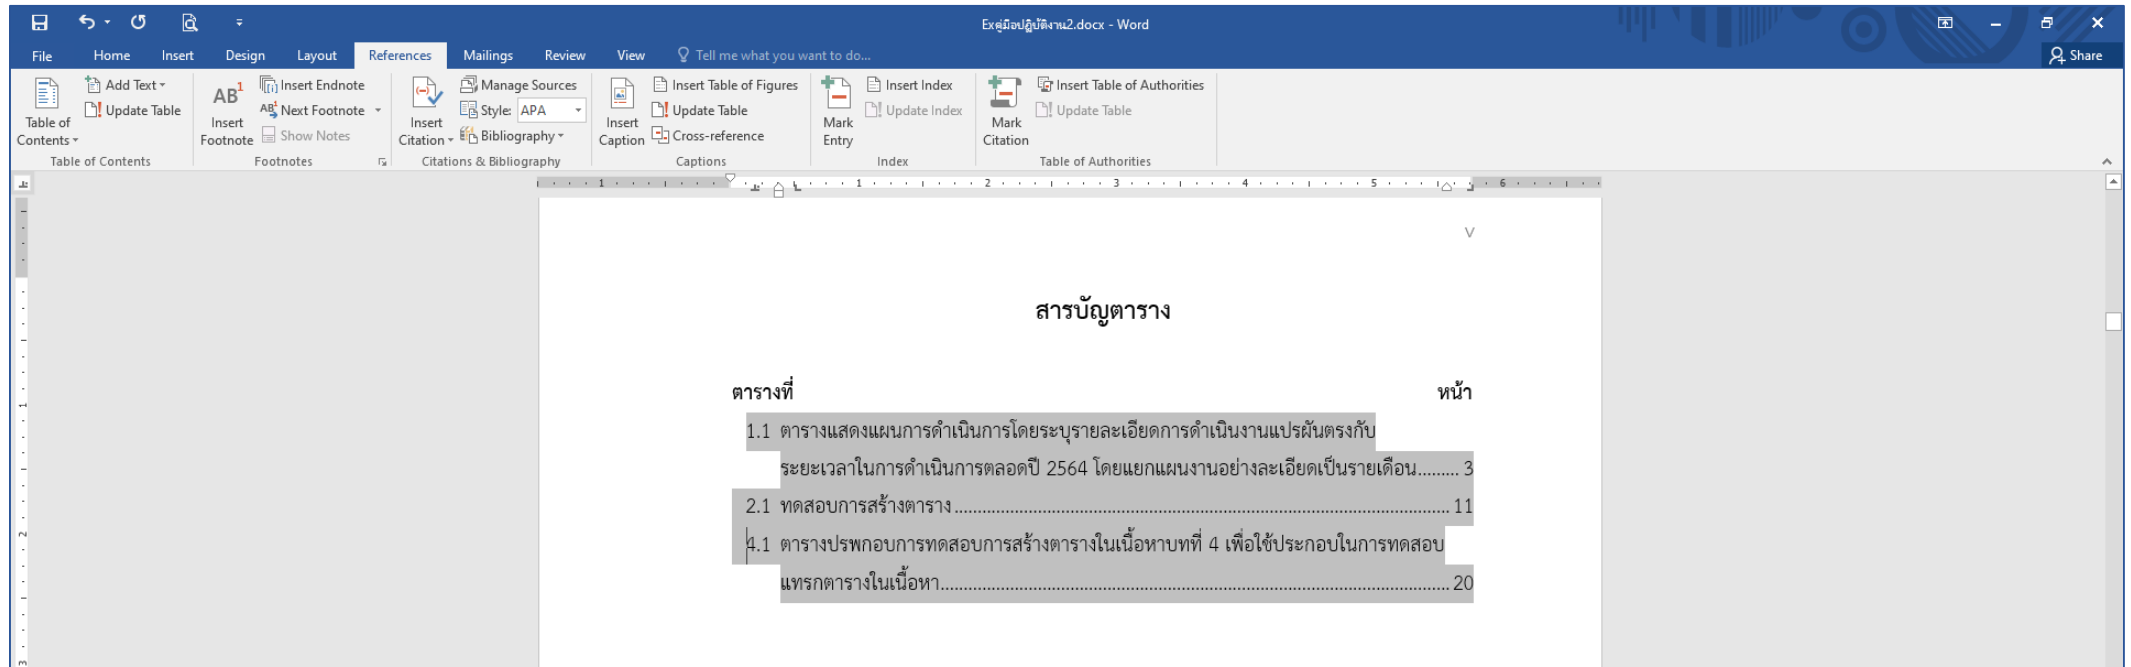 Exคู่มือปฏิบัติงาน2.docx - Word
File Home Insert Design Layout References Mailings Review View Tell me what you want to do... Share
Table of Contents
Add Text
Update Table
Table of Contents
AB1 Insert Footnote
Insert Endnote
AB1 Next Footnote
Show Notes
Footnotes
Insert Citation
Manage Sources
Style: APA
Bibliography
Citations & Bibliography
Insert Caption
Insert Table of Figures
Update Table
Cross-reference
Captions
Mark Entry
Insert Index
Update Index
Index
Mark Citation
Insert Table of Authorities
Update Table
Table of Authorities
1 1 2 3 4 5 6
V
สารบัญตาราง
ตารางที่ หน้า
1.1 ตารางแสดงแผนการดำเนินการโดยระบุรายละเอียดการดำเนินงานแปรผันตรงกับ
ระยะเวลาในการดำเนินการตลอดปี 2564 โดยแยกแผนงานอย่างละเอียดเป็นรายเดือน......... 3
2.1 ทดสอบการสร้างตาราง........................................................................................................... 11
4.1 ตารางปรพกอบการทดสอบการสร้างตารางในเนื้อหาบทที่ 4 เพื่อใช้ประกอบในการทดสอบ
แทรกตารางในเนื้อหา............................................................................................................. 20
1
2
3